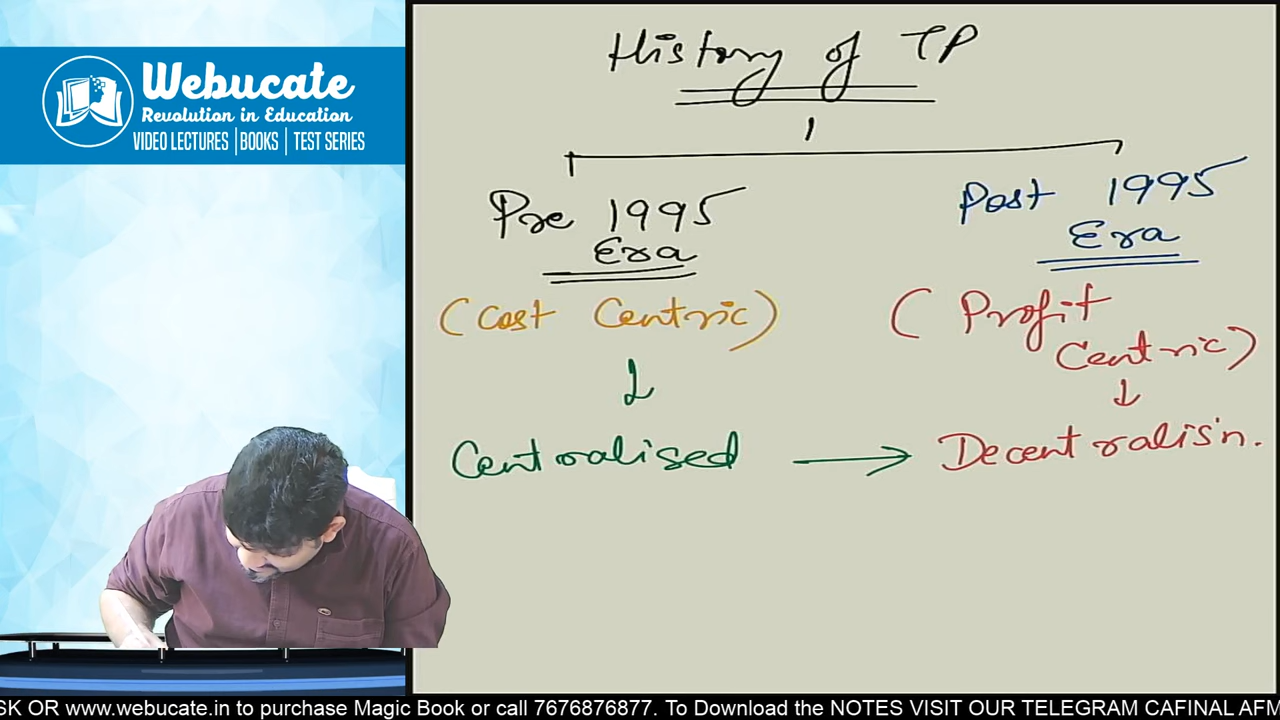 Webucate
Revolution in Education
VIDEO LECTURES | BOOKS | TEST SERIES
History of TP
Pre 1995
Era
(Cost Centric)
Centralised
Post 1995
Era
(Profit
Centric)
Decentralis'n.
SK OR www.webucate.in to purchase Magic Book or call 7676876877. To Download the NOTES VISIT OUR TELEGRAM CAFINAL AFM